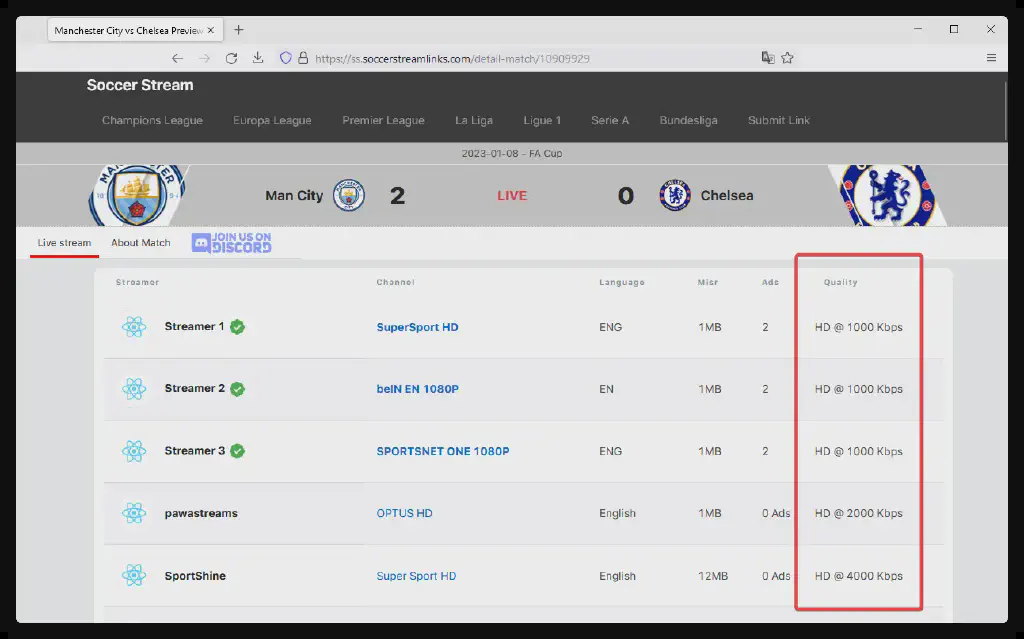 Manchester City vs Chelsea Preview
https://ss.soccerstreamlinks.com/detail-match/10909929
Soccer Stream
Champions League Europa League Premier League La Liga Ligue 1 Serie A Bundesliga Submit Link
2023-01-08 - FA Cup
Man City 2 LIVE 0 Chelsea
Live stream About Match JOIN US ON DISCORD
Streamer Channel Language Misr Ads Quality
Streamer 1 SuperSport HD ENG 1MB 2 HD @ 1000 Kbps
Streamer 2 beIN EN 1080P EN 1MB 2 HD @ 1000 Kbps
Streamer 3 SPORTSNET ONE 1080P ENG 1MB 2 HD @ 1000 Kbps
pawastreams OPTUS HD English 1MB 0 Ads HD @ 2000 Kbps
SportShine Super Sport HD English 12MB 0 Ads HD @ 4000 Kbps